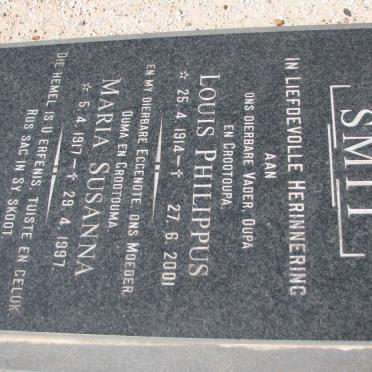 SMIT
IN LIEFDEVOLLE HERINNERING
AAN
ONS DIERBARE VADER, OUPA
EN GROOTOUPA
LOUIS PHILIPPUS
☆ 25. 4. 1914 – † 27. 6. 2001
EN MY DIERBARE EGGENOTE, ONS MOEDER,
OUMA EN GROOTOUMA
MARIA SUSANNA
☆ 5. 4. 1917 – † 29. 4. 1997.
DIE HEMEL IS U ERFENIS, TUISTE EN GELUK
RUS SAG IN SY SKOOT.